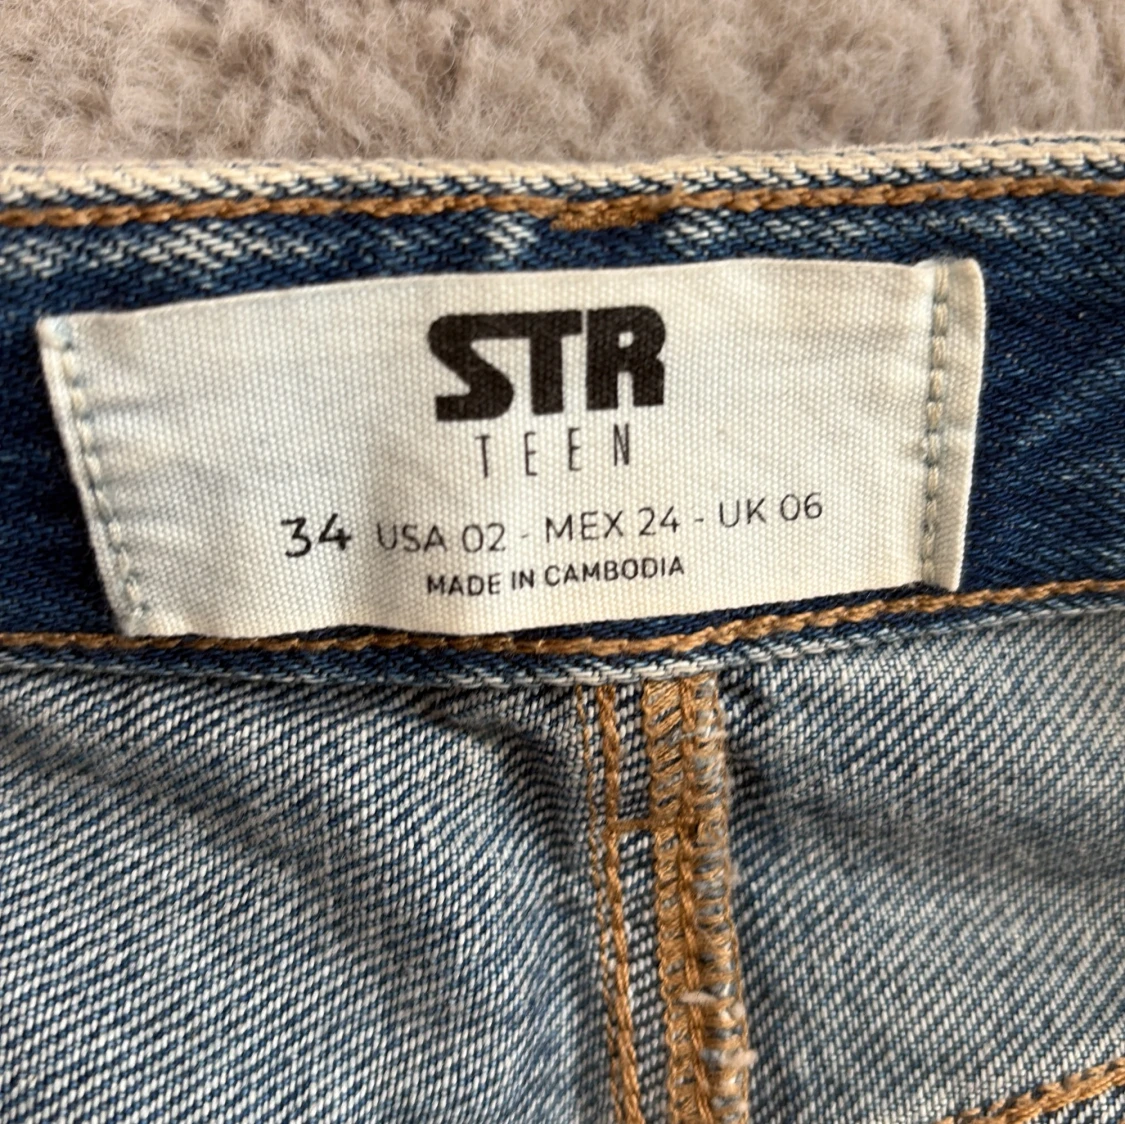 STR
TEEN
34 USA 02 - MEX 24 - UK 06
MADE IN CAMBODIA